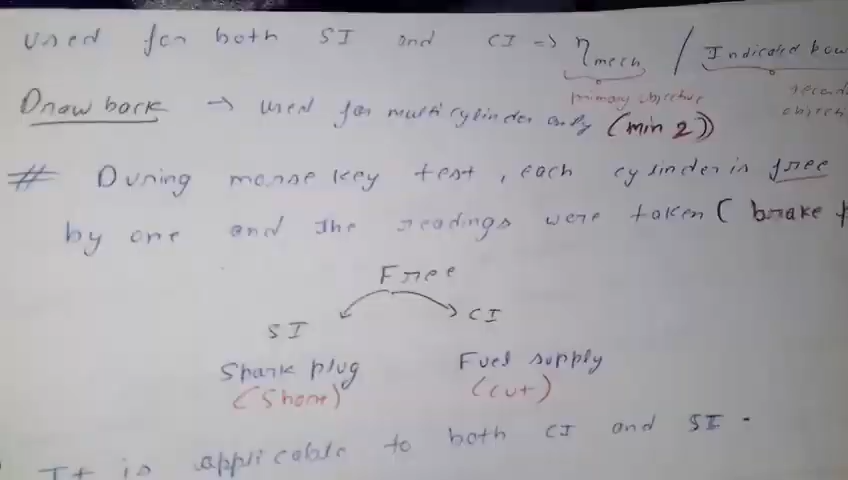 used for both SI and CI => η mech / Indicated pow
primary objective
Drawback → used for multicylinder only (min 2)
# During morse key test, each cylinder is free
by one and the readings were taken ( brake
Free
SI CI
Spark plug Fuel supply
(Short) (cut)
It is applicable to both CI and SI .